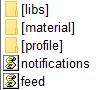 [libs]
[material]
[profile]
notifications
feed